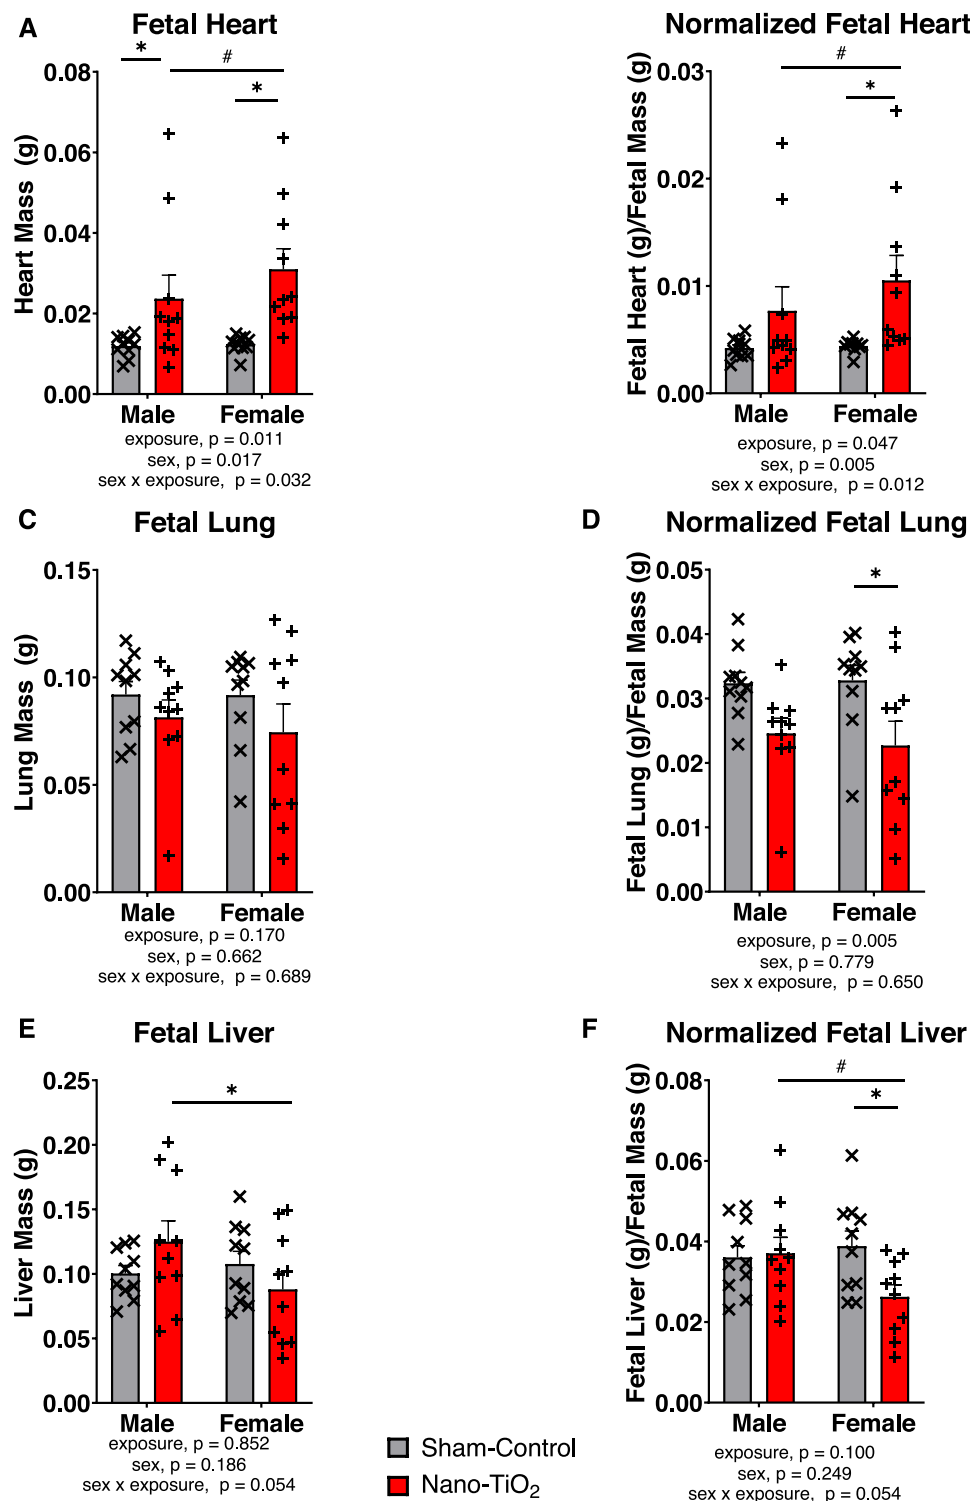 A
Fetal Heart
*
#
*
0.08
0.06
0.04
0.02
0.00
Heart Mass (g)
Male
Female
exposure, p = 0.011
sex, p = 0.017
sex x exposure, p = 0.032
Normalized Fetal Heart
#
*
0.03
0.02
0.01
0.00
Fetal Heart (g)/Fetal Mass (g)
Male
Female
exposure, p = 0.047
sex, p = 0.005
sex x exposure, p = 0.012
C
Fetal Lung
0.15
0.10
0.05
0.00
Lung Mass (g)
Male
Female
exposure, p = 0.170
sex, p = 0.662
sex x exposure, p = 0.689
D
Normalized Fetal Lung
*
0.05
0.04
0.03
0.02
0.01
0.00
Fetal Lung (g)/Fetal Mass (g)
Male
Female
exposure, p = 0.005
sex, p = 0.779
sex x exposure, p = 0.650
E
Fetal Liver
*
0.25
0.20
0.15
0.10
0.05
0.00
Liver Mass (g)
Male
Female
exposure, p = 0.852
sex, p = 0.186
sex x exposure, p = 0.054
F
Normalized Fetal Liver
#
*
0.08
0.06
0.04
0.02
0.00
Fetal Liver (g)/Fetal Mass (g)
Male
Female
exposure, p = 0.100
sex, p = 0.249
sex x exposure, p = 0.054
Sham-Control
Nano-TiO₂